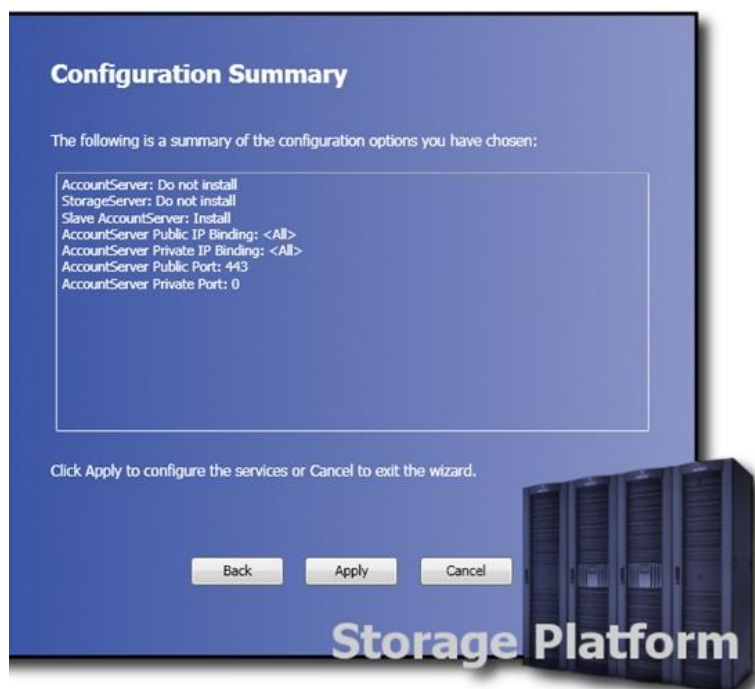 Configuration Summary
The following is a summary of the configuration options you have chosen:
AccountServer: Do not install
StorageServer: Do not install
Slave AccountServer: Install
AccountServer Public IP Binding: <All>
AccountServer Private IP Binding: <All>
AccountServer Public Port: 443
AccountServer Private Port: 0
Click Apply to configure the services or Cancel to exit the wizard.
Back Apply Cancel
Storage Platform